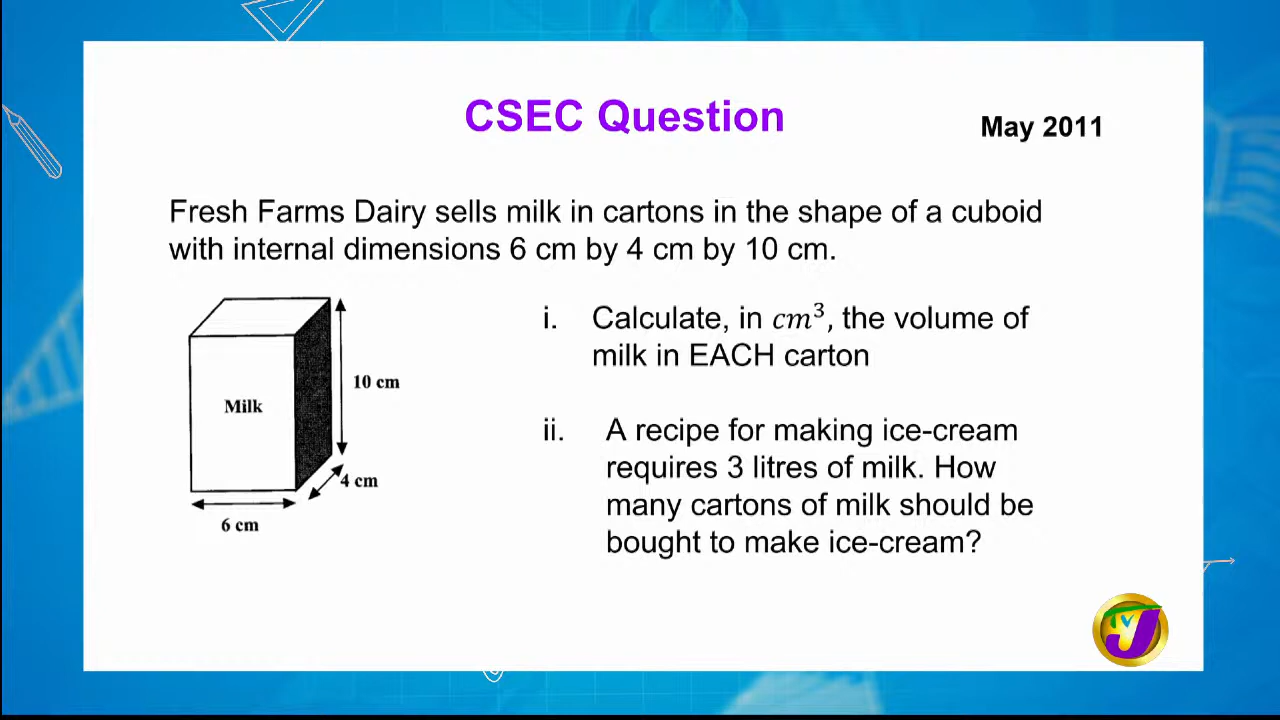 CSEC Question
May 2011
Fresh Farms Dairy sells milk in cartons in the shape of a cuboid
with internal dimensions 6 cm by 4 cm by 10 cm.
i. Calculate, in cm³, the volume of
milk in EACH carton
ii. A recipe for making ice-cream
requires 3 litres of milk. How
many cartons of milk should be
bought to make ice-cream?
Milk
10 cm
4 cm
6 cm
TVJ